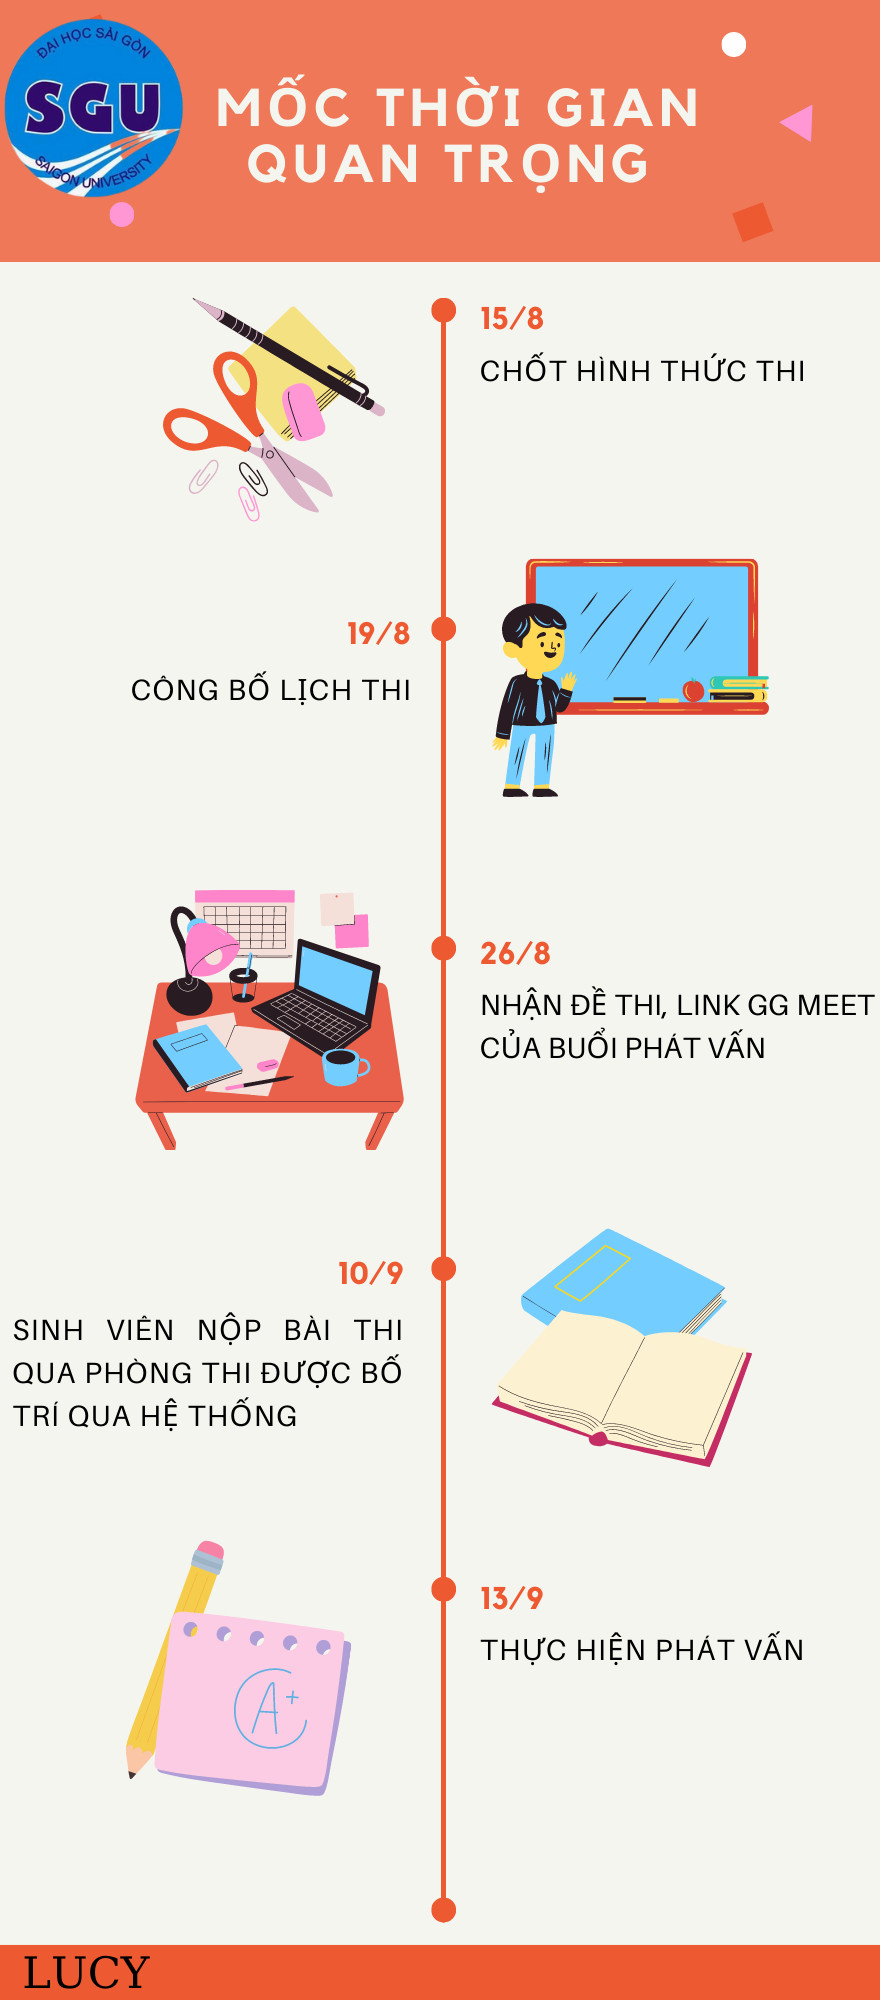 ĐẠI HỌC SÀI GÒN
SGU
SAIGON UNIVERSITY
MỐC THỜI GIAN
QUAN TRỌNG
15/8
CHỐT HÌNH THỨC THI
19/8
CÔNG BỐ LỊCH THI
26/8
NHẬN ĐỀ THI, LINK GG MEET
CỦA BUỔI PHÁT VẤN
10/9
SINH VIÊN NỘP BÀI THI
QUA PHÒNG THI ĐƯỢC BỐ
TRÍ QUA HỆ THỐNG
13/9
THỰC HIỆN PHÁT VẤN
A+
LUCY